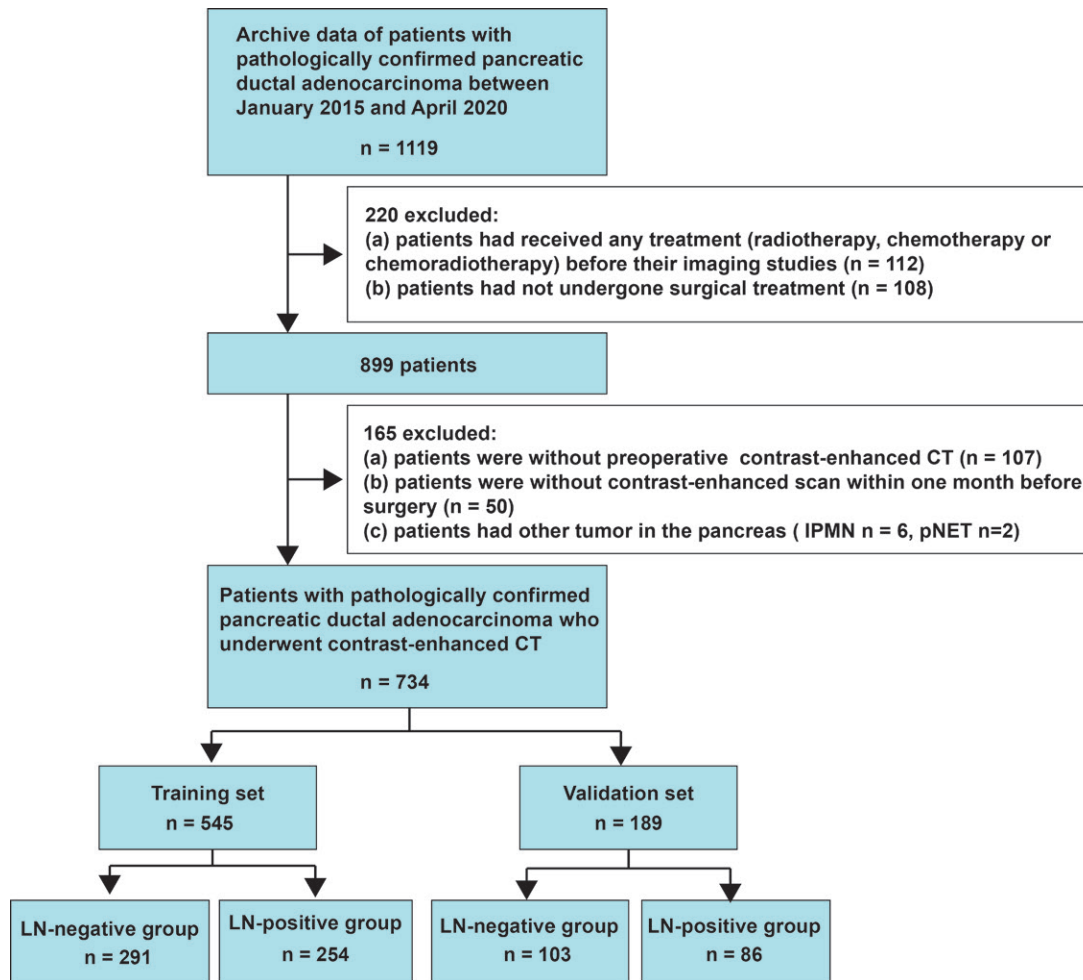 Archive data of patients with
pathologically confirmed pancreatic
ductal adenocarcinoma between
January 2015 and April 2020
n = 1119
220 excluded:
(a) patients had received any treatment (radiotherapy, chemotherapy or
chemoradiotherapy) before their imaging studies (n = 112)
(b) patients had not undergone surgical treatment (n = 108)
899 patients
165 excluded:
(a) patients were without preoperative contrast-enhanced CT (n = 107)
(b) patients were without contrast-enhanced scan within one month before
surgery (n = 50)
(c) patients had other tumor in the pancreas ( IPMN n = 6, pNET n=2)
Patients with pathologically confirmed
pancreatic ductal adenocarcinoma who
underwent contrast-enhanced CT
n = 734
Training set
n = 545
Validation set
n = 189
LN-negative group
n = 291
LN-positive group
n = 254
LN-negative group
n = 103
LN-positive group
n = 86